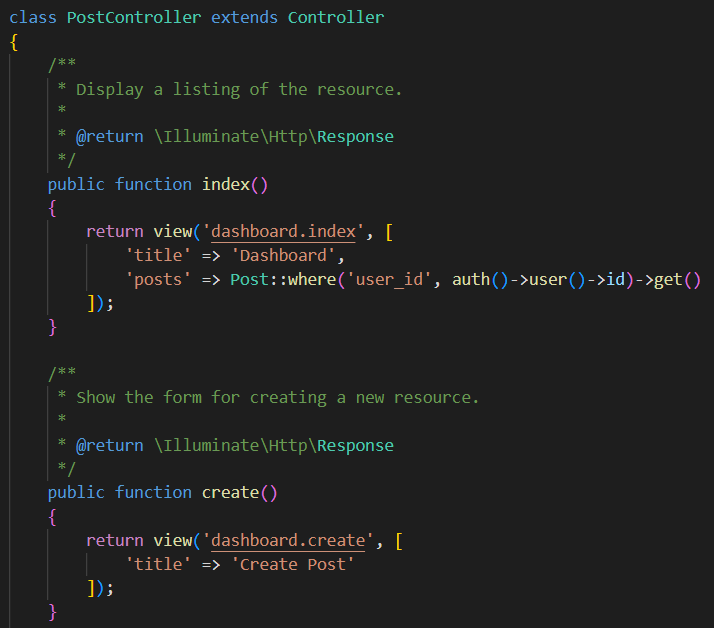 class PostController extends Controller
{
    /**
     * Display a listing of the resource.
     *
     * @return \Illuminate\Http\Response
     */
    public function index()
    {
        return view('dashboard.index', [
            'title' => 'Dashboard',
            'posts' => Post::where('user_id', auth()->user()->id)->get()
        ]);
    }

    /**
     * Show the form for creating a new resource.
     *
     * @return \Illuminate\Http\Response
     */
    public function create()
    {
        return view('dashboard.create', [
            'title' => 'Create Post'
        ]);
    }